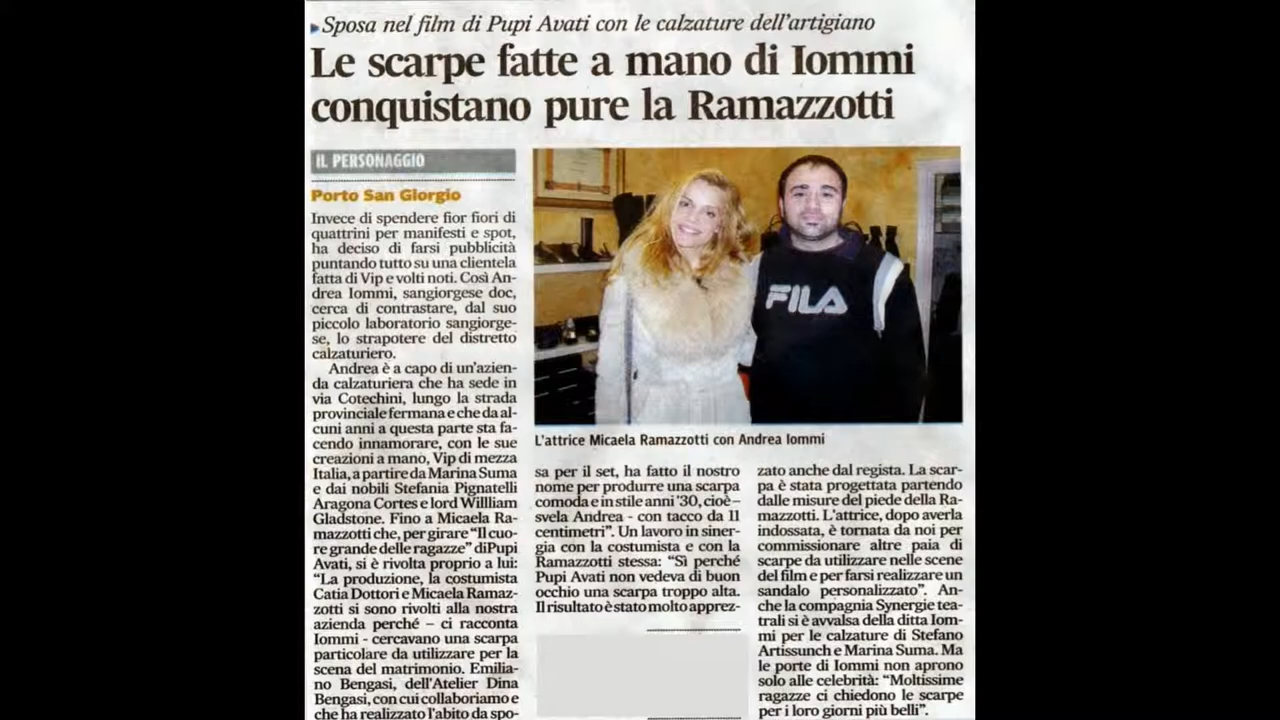 Sposa nel film di Pupi Avati con le calzature dell'artigiano
Le scarpe fatte a mano di Iommi
conquistano pure la Ramazzotti
IL PERSONAGGIO
Porto San Giorgio
Invece di spendere fior fiori di
quattrini per manifesti e spot,
ha deciso di farsi pubblicità
puntando tutto su una clientela
fatta di Vip e volti noti. Così An-
drea Iommi, sangiorgese doc,
cerca di contrastare, dal suo
piccolo laboratorio sangiorge-
se, lo strapotere del distretto
calzaturiero.
Andrea è a capo di un'azien-
da calzaturiera che ha sede in
via Cotechini, lungo la strada
provinciale fermana e che da al-
cuni anni a questa parte sta fa-
cendo innamorare, con le sue
creazioni a mano, Vip di mezza
Italia, a partire da Marina Suma
e dai nobili Stefania Pignatelli
Aragona Cortes e lord Willliam
Gladstone. Fino a Micaela Ra-
mazzotti che, per girare "Il cuo-
re grande delle ragazze" diPupi
Avati, si è rivolta proprio a lui:
"La produzione, la costumista
Catia Dottori e Micaela Ramaz-
zotti si sono rivolti alla nostra
azienda perché – ci racconta
Iommi - cercavano una scarpa
particolare da utilizzare per la
scena del matrimonio. Emilia-
no Bengasi, dell'Atelier Dina
Bengasi, con cui collaboriamo e
che ha realizzato l'abito da spo-
FILA
L'attrice Micaela Ramazzotti con Andrea Iommi
sa per il set, ha fatto il nostro
nome per produrre una scarpa
comoda e in stile anni '30, cioè –
svela Andrea - con tacco da 11
centimetri". Un lavoro in siner-
gia con la costumista e con la
Ramazzotti stessa: "Sì perché
Pupi Avati non vedeva di buon
occhio una scarpa troppo alta.
Il risultato è stato molto apprez-
zato anche dal regista. La scar-
pa è stata progettata partendo
dalle misure del piede della Ra-
mazzotti. L'attrice, dopo averla
indossata, è tornata da noi per
commissionare altre paia di
scarpe da utilizzare nelle scene
del film e per farsi realizzare un
sandalo personalizzato". An-
che la compagnia Synergie tea-
trali si è avvalsa della ditta Iom-
mi per le calzature di Stefano
Artissunch e Marina Suma. Ma
le porte di Iommi non aprono
solo alle celebrità: "Moltissime
ragazze ci chiedono le scarpe
per i loro giorni più belli".